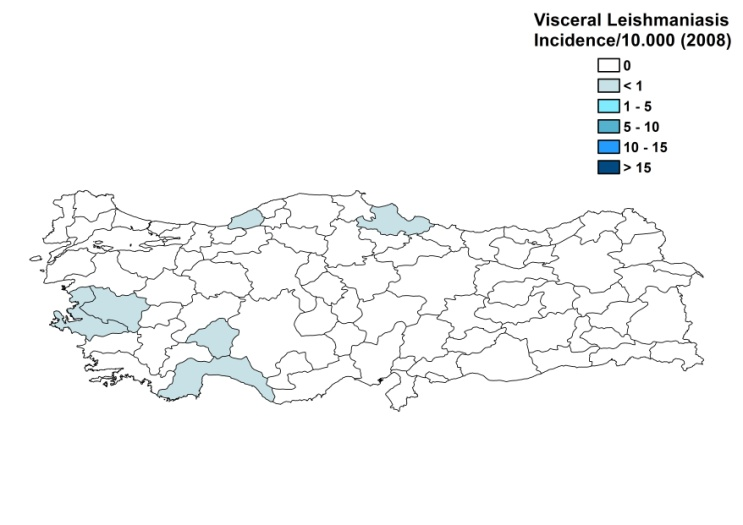 Visceral Leishmaniasis
Incidence/10.000 (2008)
0
< 1
1 - 5
5 - 10
10 - 15
> 15